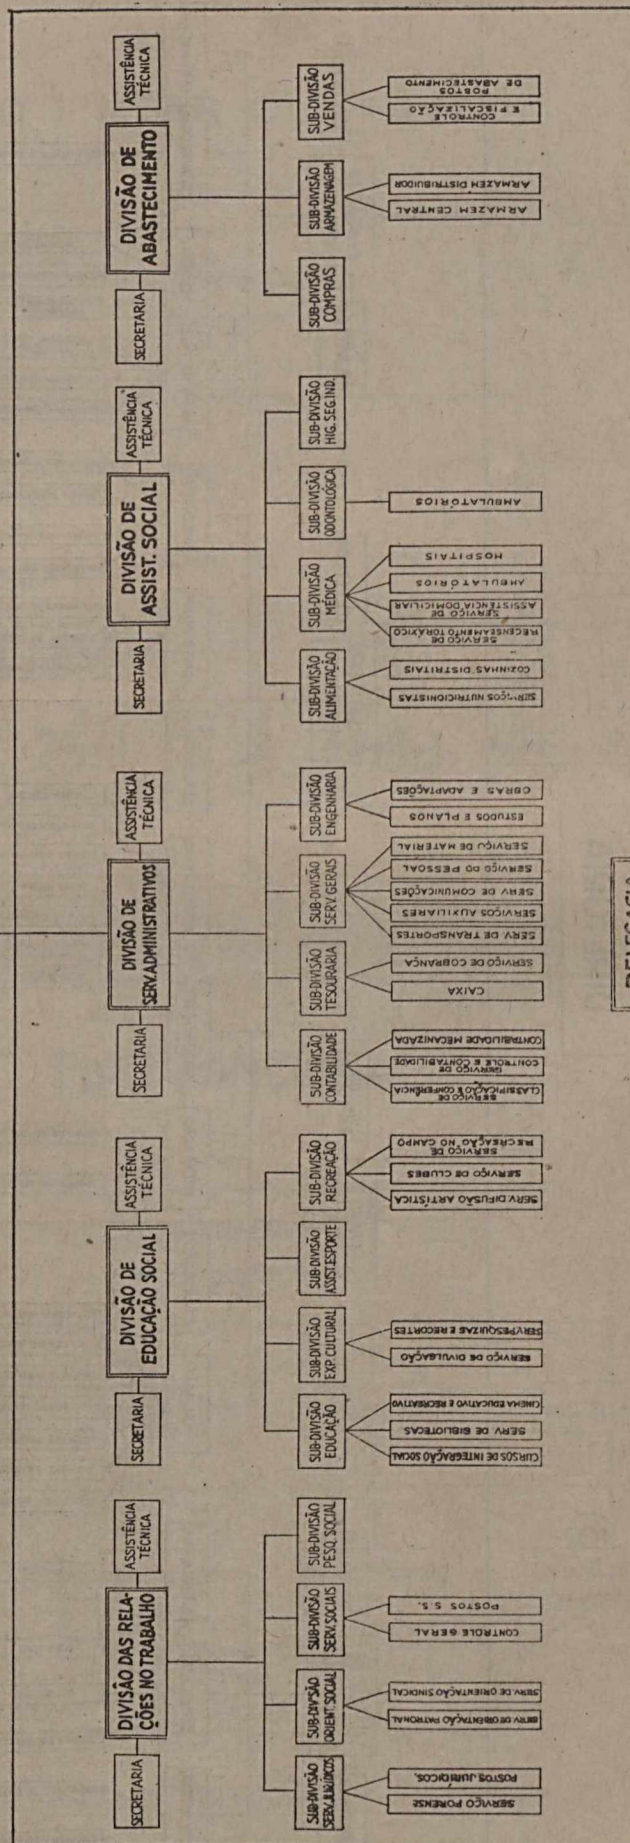 SECRETARIA
DIVISÃO DAS RELA-
ÇÕES NO TRABALHO
ASSISTÊNCIA
TÉCNICA
SUB-DIVISÃO
SERV.JURÍDICOS
SERVIÇO FORENSE
POSTOS JURIDICOS.
SUB-DIVISÃO
ORIENT. SOCIAL
SERV. DE ORIENTAÇÃO PATRONAL
SERV. DE ORIENTAÇÃO SINDICAL
SUB-DIVISÃO
SERV. SOCIAIS
CONTROLE GERAL
POSTOS S.S.
SUB-DIVISÃO
PESQ. SOCIAL
SECRETARIA
DIVISÃO DE
EDUCAÇÃO SOCIAL
ASSISTÊNCIA
TÉCNICA
SUB-DIVISÃO
EDUCAÇÃO
CURSOS DE INTEGRAÇÃO SOCIAL
SERV. DE BIBLIOTECAS
CINEMA EDUCATIVO E RECREATIVO
SUB-DIVISÃO
EXP. CULTURAL
SERVIÇO DE DIVULGAÇÃO
SERV.PESQUIZAS E RECORTES
SUB-DIVISÃO
ASSIST.ESPORTE
SUB-DIVISÃO
RECREAÇÃO
SERV. DIFUSÃO ARTÍSTICA
SERVIÇO DE CLUBES
SERVIÇO DE
RECREAÇÃO NO CAMPO
SECRETARIA
DIVISÃO DE
SERV.ADMINISTRATIVOS
ASSISTÊNCIA
TÉCNICA
SUB-DIVISÃO
CONTABILIDADE
SERVIÇO DE
CLASSIFICAÇÃO E CONFERÊNCIA
SERVIÇO DE
CONTROLE E CONTABILIDADE
CONTABILIDADE MECANIZADA
SUB-DIVISÃO
TESOURARIA
CAIXA
SERVIÇO DE COBRANÇA
SUB-DIVISÃO
SERV. GERAIS
SERV. DE TRANSPORTES
SERVIÇOS AUXILIARES
SERV DE COMUNICAÇÕES
SERVIÇO DO PESSOAL
SERVIÇO DE MATERIAL
SUB-DIVISÃO
ENGENHARIA
ESTUDOS E PLANOS
OBRAS E ADAPTAÇÕES
SECRETARIA
DIVISÃO DE
ASSIST. SOCIAL
ASSISTÊNCIA
TÉCNICA
SUB-DIVISÃO
ALIMENTAÇÃO
SERVIÇOS NUTRICIONISTAS
COZINHAS DISTRITAIS
SUB-DIVISÃO
MÉDICA
SERVIÇO DE
RECENSEAMENTO TORÁXICO
SERVIÇO DE
ASSISTÊNCIA DOMICILIAR
AMBULATÓRIOS
HOSPITAIS
SUB-DIVISÃO
ODONTOLÓGICA
AMBULATÓRIOS
SUB-DIVISÃO
HIG. SEG. IND.
SECRETARIA
DIVISÃO DE
ABASTECIMENTO
ASSISTÊNCIA
TÉCNICA
SUB-DIVISÃO
COMPRAS
SUB-DIVISÃO
ARMAZENAGEM
ARMAZEM CENTRAL
ARMAZEM DISTRIBUIDOR
SUB-DIVISÃO
VENDAS
CONTROLE
E FISCALIZAÇÃO
POSTOS
DE ABASTECIMENTO